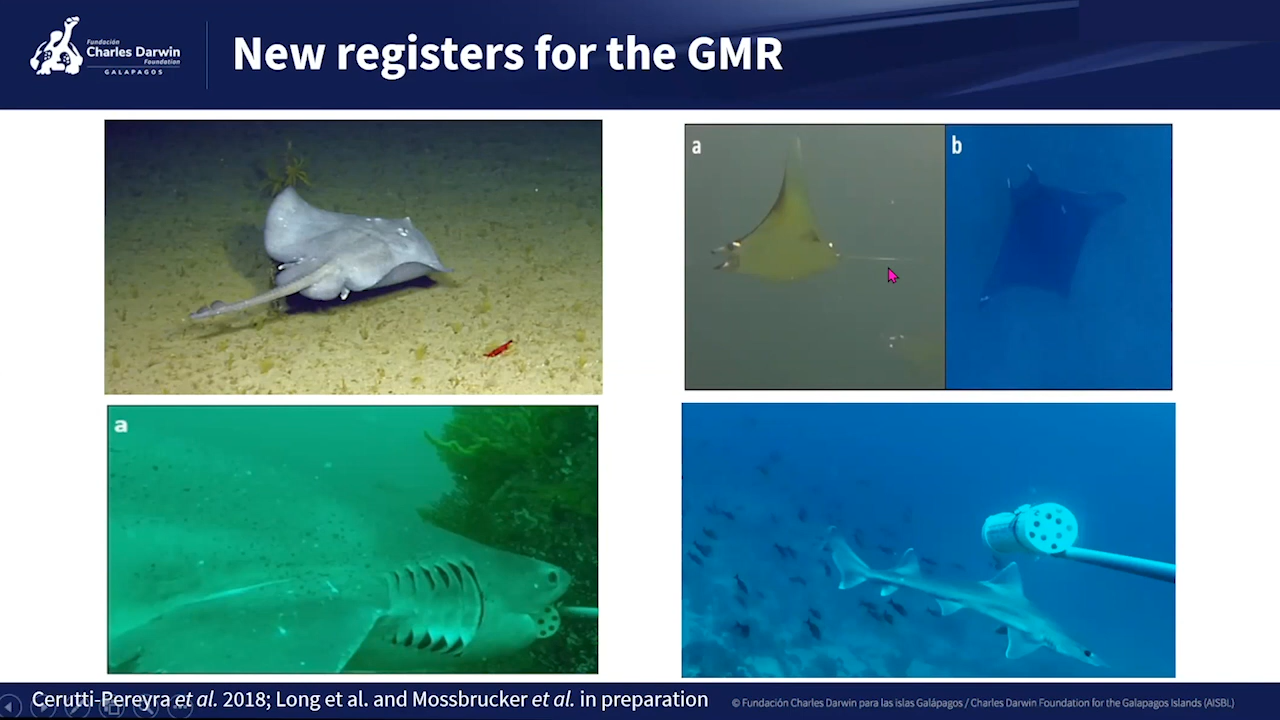 Fundación
Charles Darwin
Foundation
GALAPAGOS
New registers for the GMR
a
b
a
Cerutti-Pereyra et al. 2018; Long et al. and Mossbrucker et al. in preparation
© Fundación Charles Darwin para las islas Galápagos / Charles Darwin Foundation for the Galapagos Islands (AISBL)